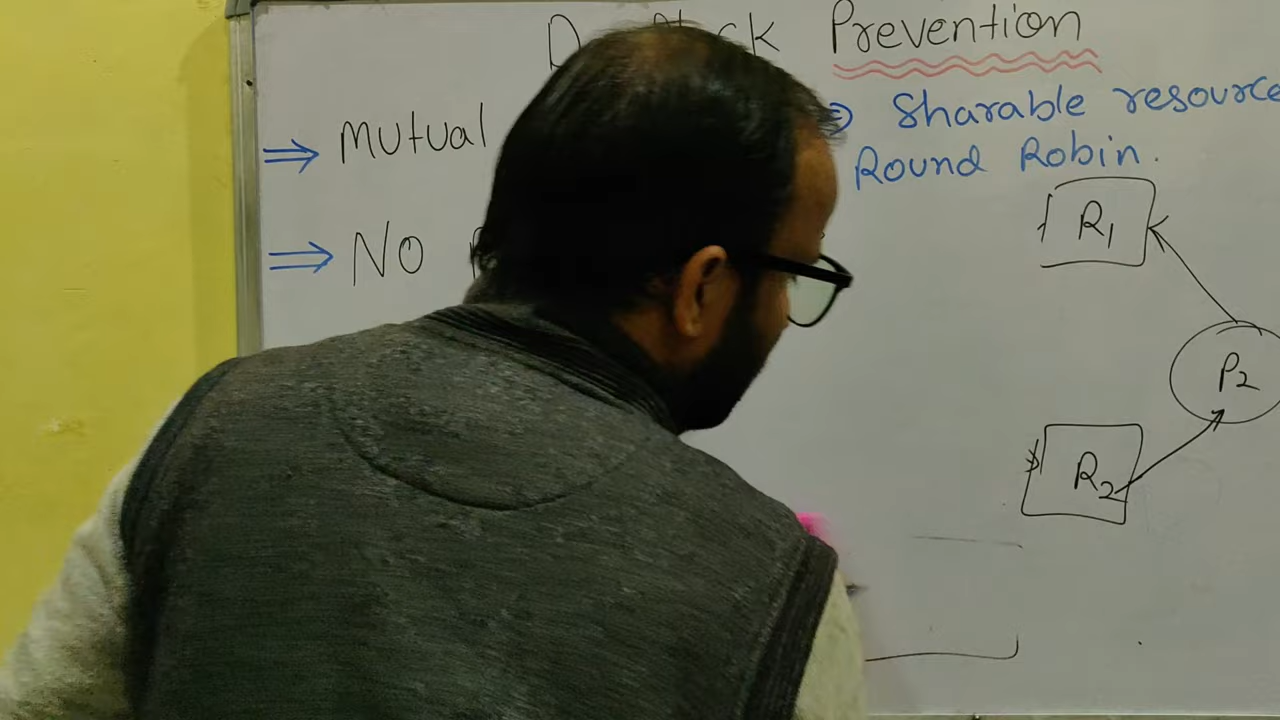 Prevention
Mutual
Sharable resource
Round Robin.
NO
R1
P2
R2